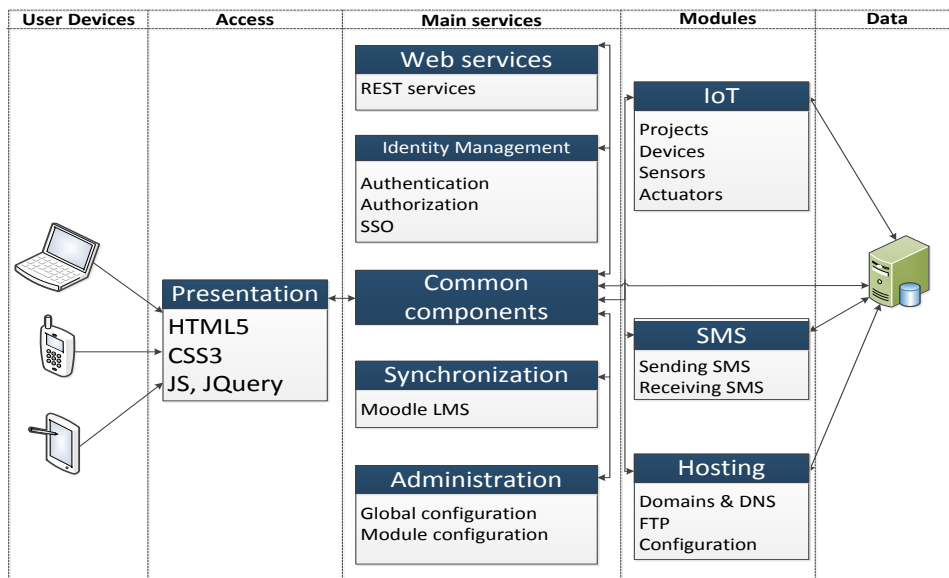 User Devices
Access
Main services
Modules
Data
Presentation
HTML5
CSS3
JS, JQuery
Web services
REST services
Identity Management
Authentication
Authorization
SSO
Common
components
Synchronization
Moodle LMS
Administration
Global configuration
Module configuration
IoT
Projects
Devices
Sensors
Actuators
SMS
Sending SMS
Receiving SMS
Hosting
Domains & DNS
FTP
Configuration